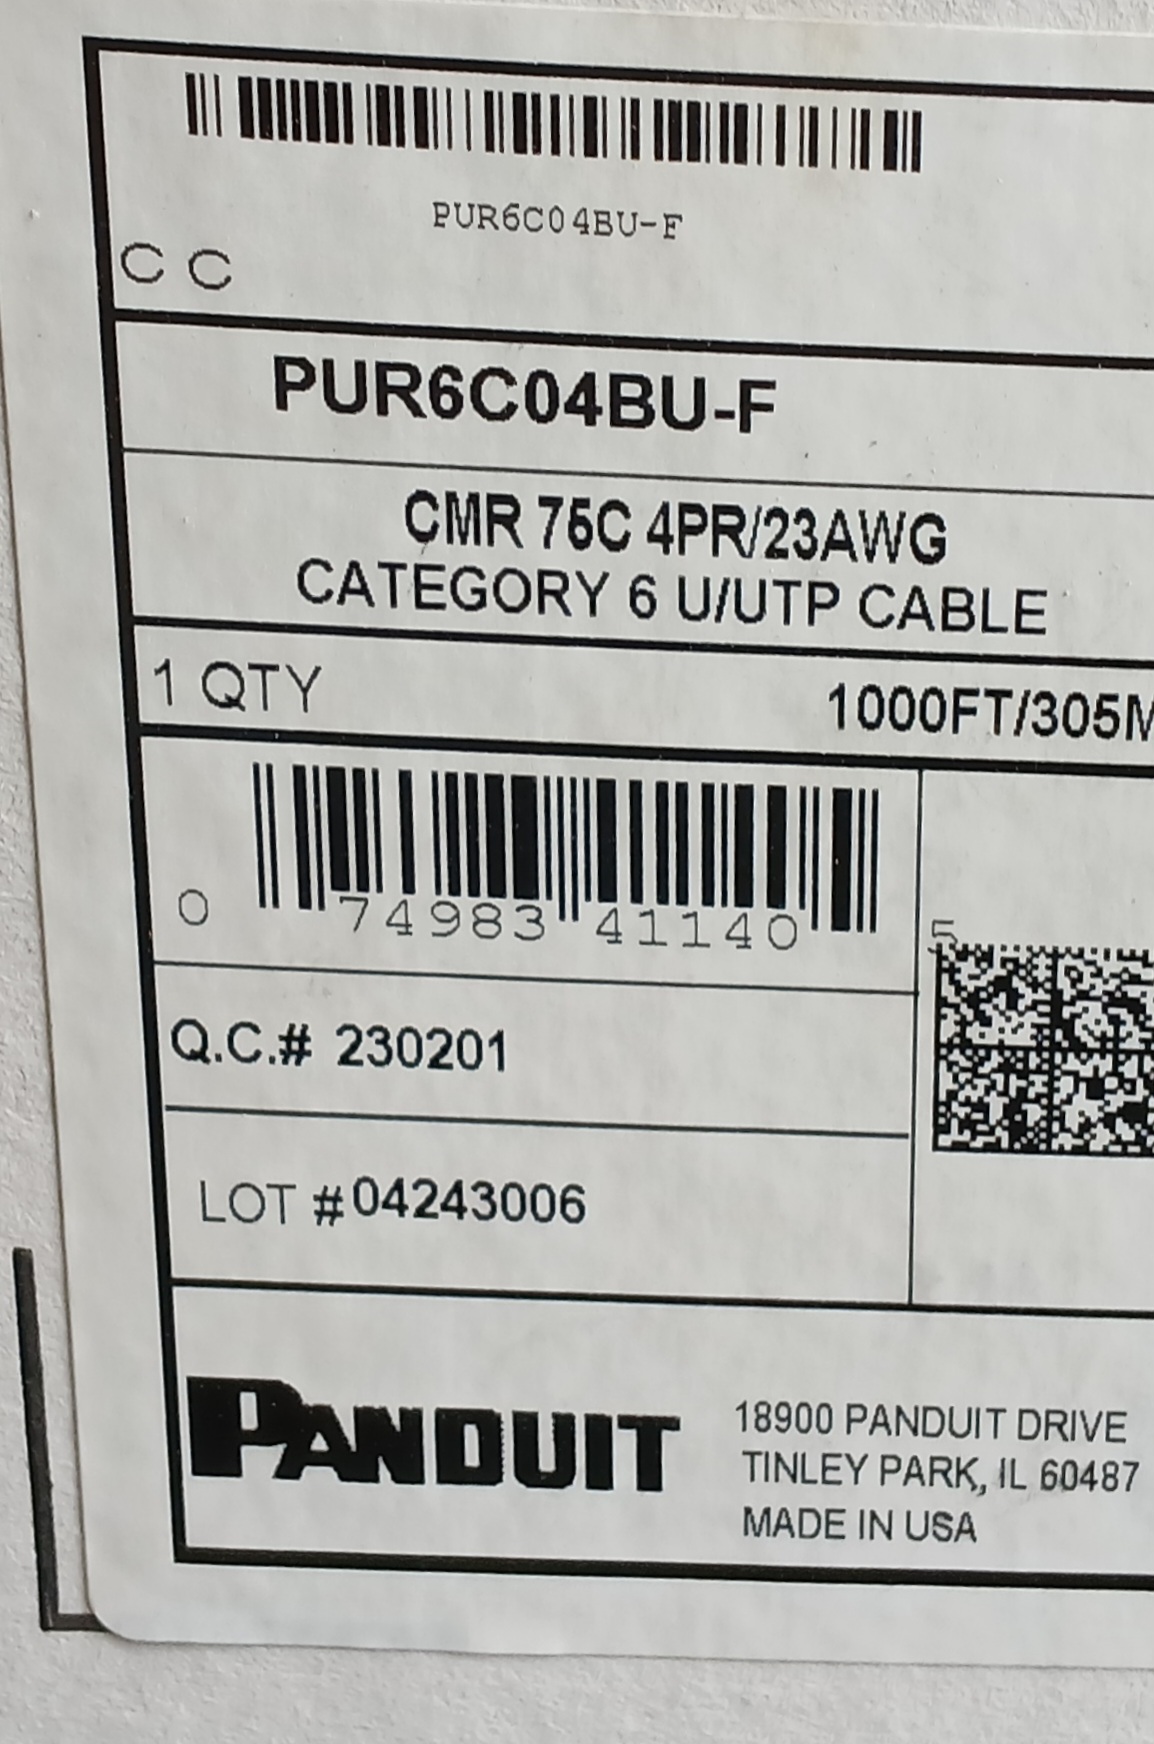 PUR6C04BU-F
C C
PUR6C04BU-F
CMR 75C 4PR/23AWG
CATEGORY 6 U/UTP CABLE
1 QTY 1000FT/305M
0 74983 41140 5
Q.C.# 230201
LOT #04243006
PANDUIT
18900 PANDUIT DRIVE
TINLEY PARK, IL 60487
MADE IN USA